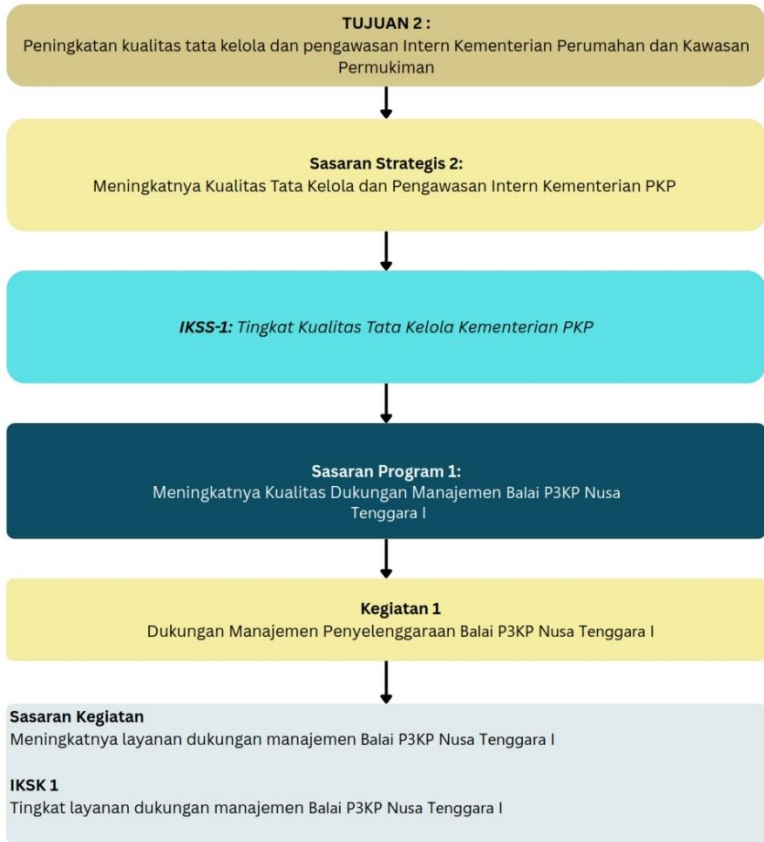 TUJUAN 2 :
Peningkatan kualitas tata kelola dan pengawasan Intern Kementerian Perumahan dan Kawasan
Permukiman
Sasaran Strategis 2:
Meningkatnya Kualitas Tata Kelola dan Pengawasan Intern Kementerian PKP
IKSS-1: Tingkat Kualitas Tata Kelola Kementerian PKP
Sasaran Program 1:
Meningkatnya Kualitas Dukungan Manajemen Balai P3KP Nusa
Tenggara I
Kegiatan 1
Dukungan Manajemen Penyelenggaraan Balai P3KP Nusa Tenggara I
Sasaran Kegiatan
Meningkatnya layanan dukungan manajemen Balai P3KP Nusa Tenggara I
IKSK 1
Tingkat layanan dukungan manajemen Balai P3KP Nusa Tenggara I